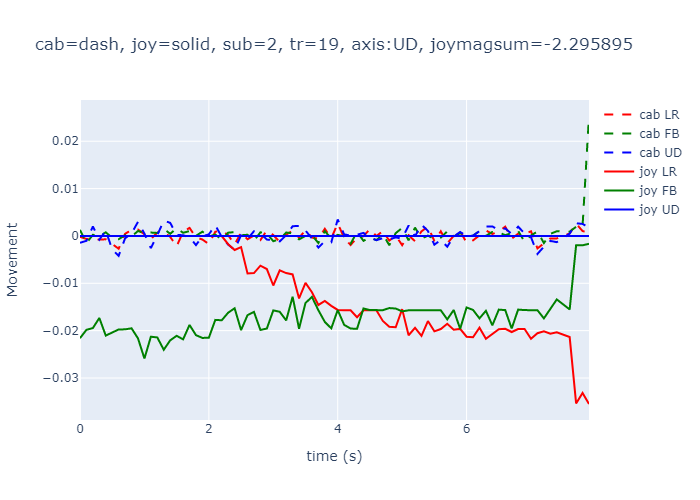 cab=dash, joy=solid, sub=2, tr=19, axis:UD, joymagsum=-2.295895
cab LR
cab FB
cab UD
joy LR
joy FB
joy UD
Movement
0.02
0.01
0
−0.01
−0.02
−0.03
0
2
4
6
time (s)